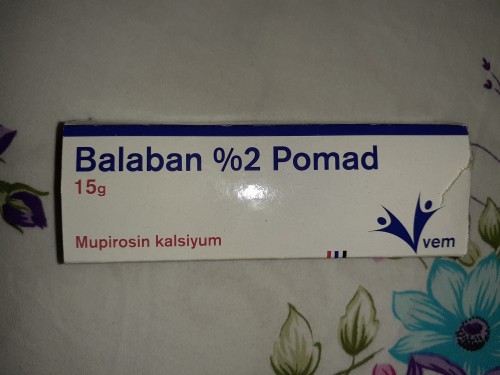 Balaban %2 Pomad
15g
Mupirosin kalsiyum
vem